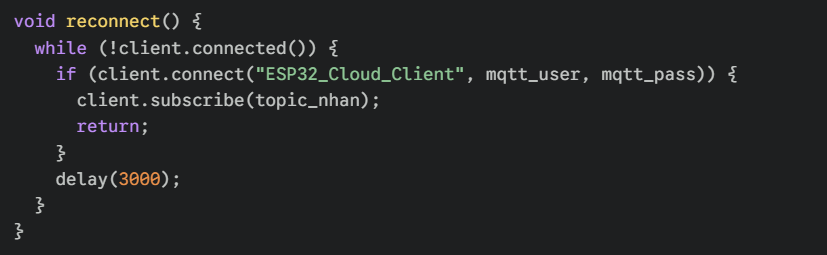 void reconnect() {
  while (!client.connected()) {
    if (client.connect("ESP32_Cloud_Client", mqtt_user, mqtt_pass)) {
      client.subscribe(topic_nhan);
      return;
    }
    delay(3000);
  }
}